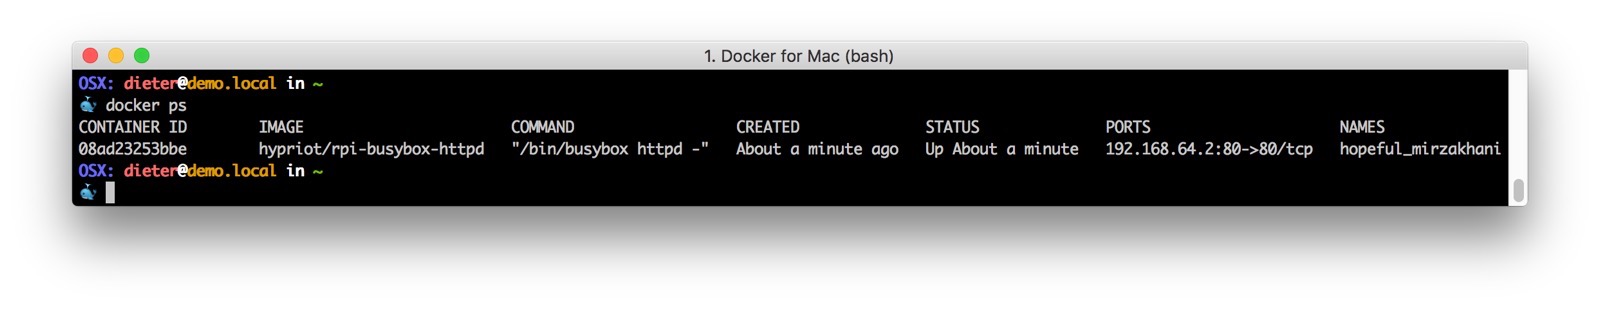 1. Docker for Mac (bash)
OSX: dieter@demo.local in ~
🐳 docker ps
CONTAINER ID IMAGE COMMAND CREATED STATUS PORTS NAMES
08ad23253bbe hypriot/rpi-busybox-httpd "/bin/busybox httpd -" About a minute ago Up About a minute 192.168.64.2:80->80/tcp hopeful_mirzakhani
OSX: dieter@demo.local in ~
🐳